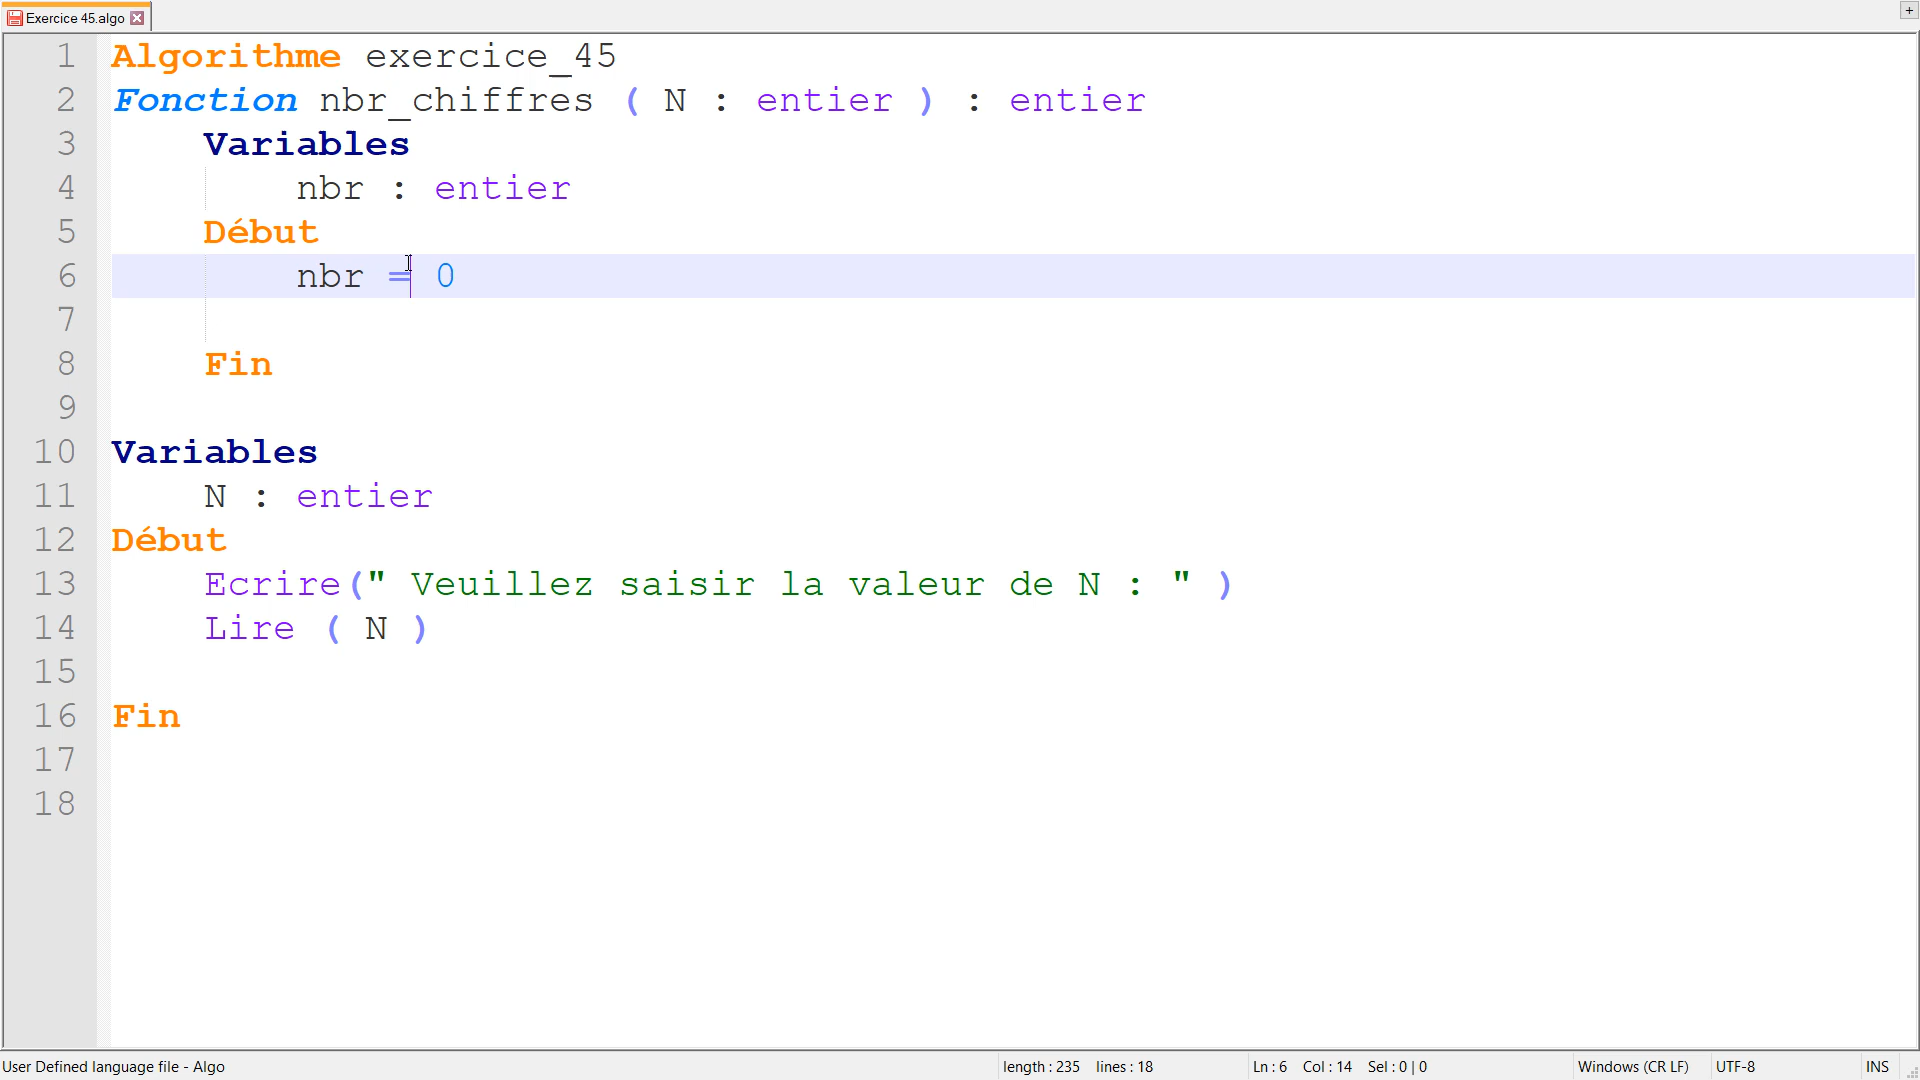 Exercice 45.algo
+
1 Algorithme exercice_45
2 Fonction nbr_chiffres ( N : entier ) : entier
3 Variables
4 nbr : entier
5 Début
6 nbr = 0
7
8 Fin
9
10 Variables
11 N : entier
12 Début
13 Ecrire(" Veuillez saisir la valeur de N : " )
14 Lire ( N )
15
16 Fin
17
18
User Defined language file - Algo length : 235 lines : 18 Ln : 6 Col : 14 Sel : 0 | 0 Windows (CR LF) UTF-8 INS